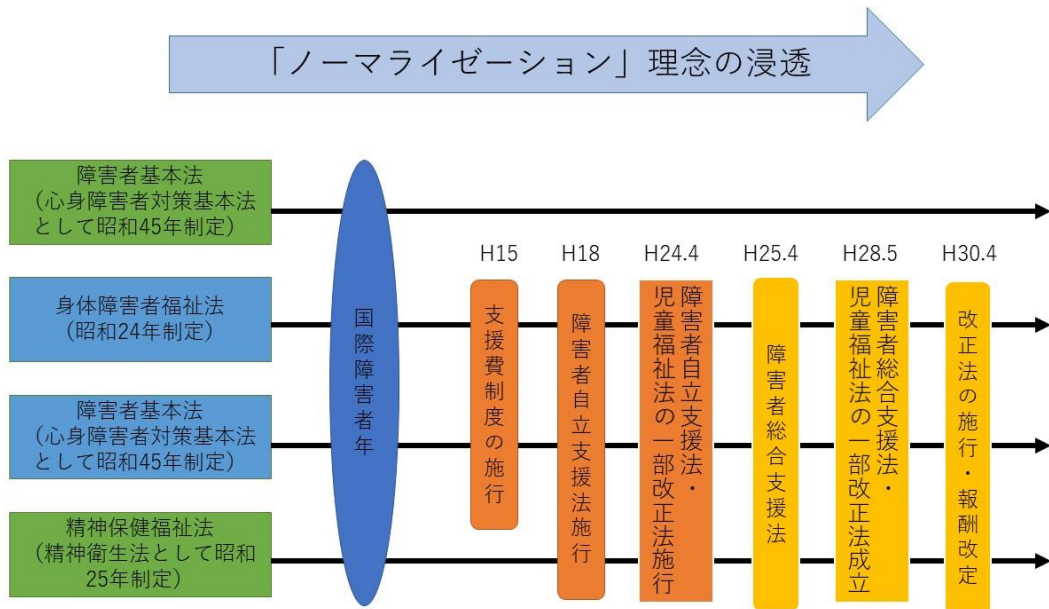 「ノーマライゼーション」理念の浸透
障害者基本法
（心身障害者対策基本法
として昭和45年制定）
身体障害者福祉法
（昭和24年制定）
障害者基本法
（心身障害者対策基本法
として昭和45年制定）
精神保健福祉法
（精神衛生法として昭和
25年制定）
国際障害者年
H15
支援費制度の施行
H18
障害者自立支援法施行
H24.4
障害者自立支援法・
児童福祉法の一部改正法施行
H25.4
障害者総合支援法
H28.5
障害者総合支援法・
児童福祉法の一部改正法成立
H30.4
改正法の施行・報酬改定